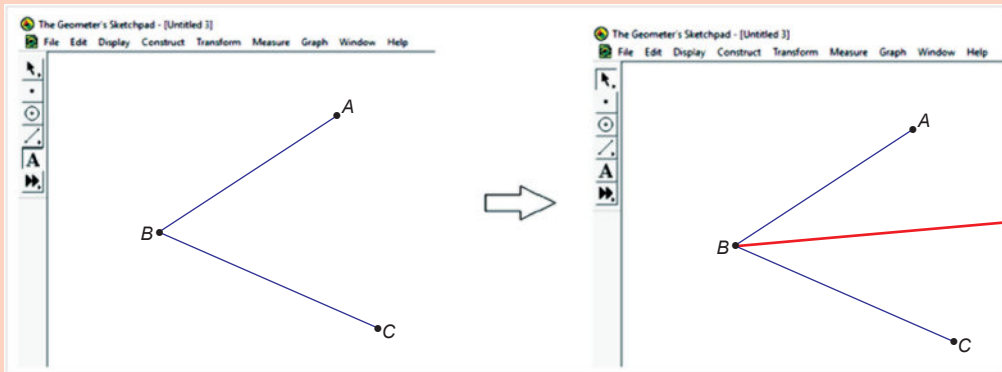 The Geometer's Sketchpad - [Untitled 3]
File Edit Display Construct Transform Measure Graph Window Help
A
A
B
C
The Geometer's Sketchpad - [Untitled 3]
File Edit Display Construct Transform Measure Graph Window Help
A
A
B
C